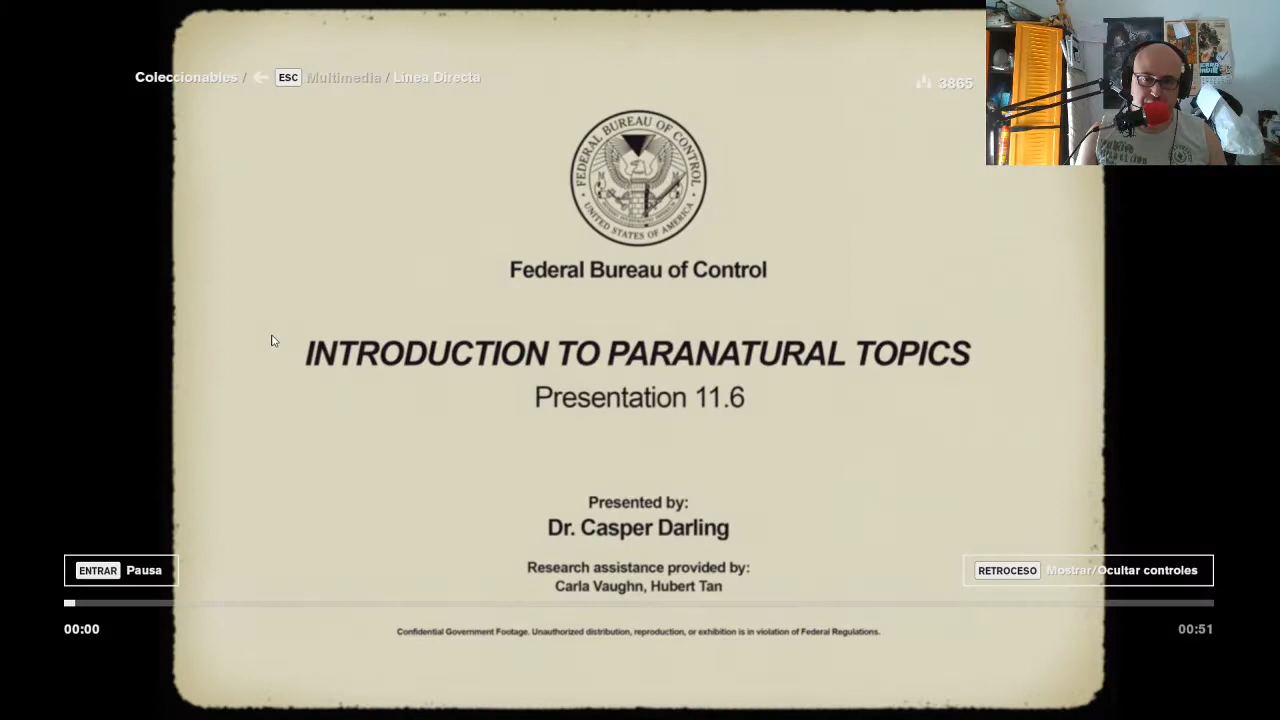 Coleccionables / ESC Multimedia / Línea Directa
3865
FEDERAL BUREAU OF CONTROL
UNITED STATES OF AMERICA
Federal Bureau of Control
INTRODUCTION TO PARANATURAL TOPICS
Presentation 11.6
Presented by:
Dr. Casper Darling
Research assistance provided by:
Carla Vaughn, Hubert Tan
ENTRAR Pausa
RETROCESO Mostrar/Ocultar controles
00:00
00:51
Confidential Government Footage. Unauthorized distribution, reproduction, or exhibition is in violation of Federal Regulations.